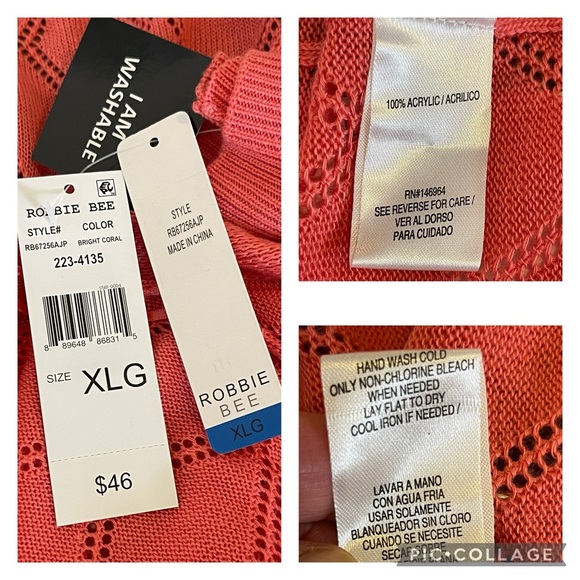 I AM
WASHABLE
ROBBIE BEE
STYLE# COLOR
RB67256AJP BRIGHT CORAL
223-4135
8 89648 86831 5
SIZE XLG
$46
STYLE
RB67256AJP
MADE IN CHINA
ROBBIE
BEE
XLG
100% ACRYLIC / ACRILICO
RN#146964
SEE REVERSE FOR CARE /
VER AL DORSO
PARA CUIDADO
HAND WASH COLD
ONLY NON-CHLORINE BLEACH
WHEN NEEDED
LAY FLAT TO DRY
COOL IRON IF NEEDED /
LAVAR A MANO
CON AGUA FRIA
USAR SOLAMENTE
BLANQUEADOR SIN CLORO
CUANDO SE NECESITE
PIC•COLLAGE